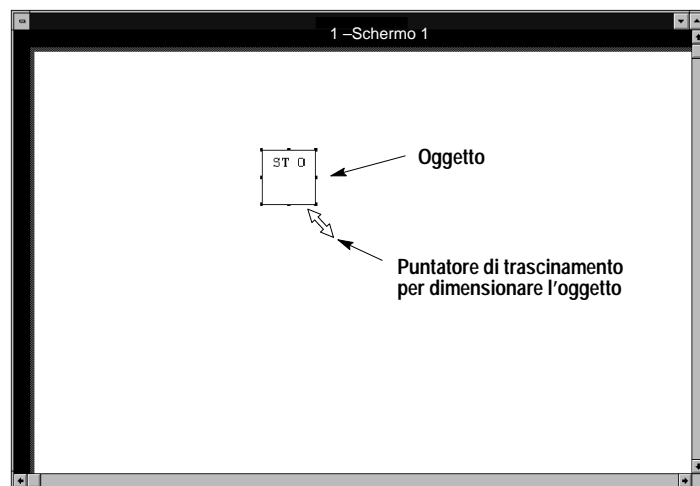 1 –Schermo 1
ST 0
Oggetto
Puntatore di trascinamento
per dimensionare l’oggetto